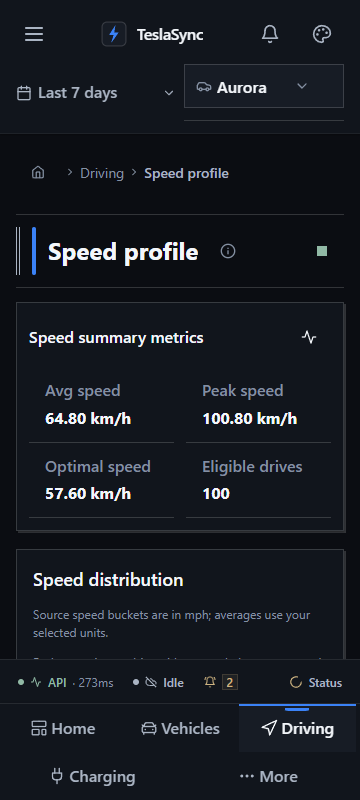 TeslaSync
Last 7 days
Aurora
Driving
Speed profile
Speed profile
Speed summary metrics
Avg speed
Peak speed
64.80 km/h
100.80 km/h
Optimal speed
Eligible drives
57.60 km/h
100
Speed distribution
Source speed buckets are in mph; averages use your
selected units.
API · 273ms
Idle
2
Status
Home
Vehicles
Driving
Charging
More